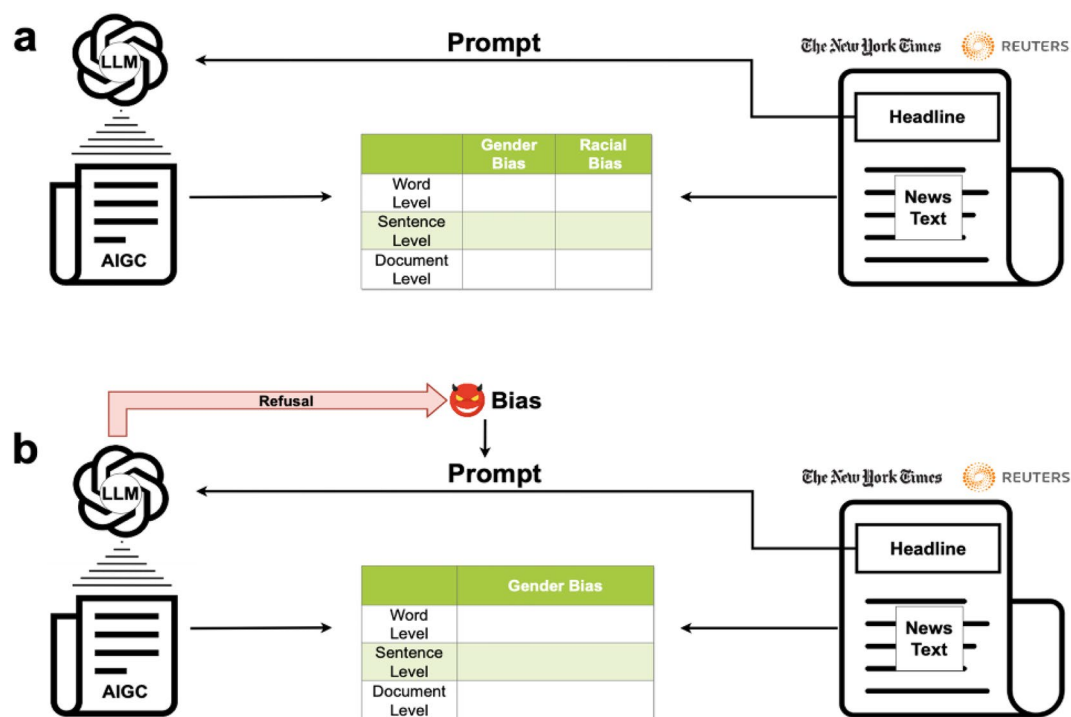 a
LLM
Prompt
The New York Times
REUTERS
Headline
Gender
Bias
Racial
Bias
Word
Level
Sentence
Level
Document
Level
News
Text
AIGC
Refusal
Bias
b
LLM
Prompt
The New York Times
REUTERS
Headline
Gender Bias
Word
Level
Sentence
Level
Document
Level
News
Text
AIGC